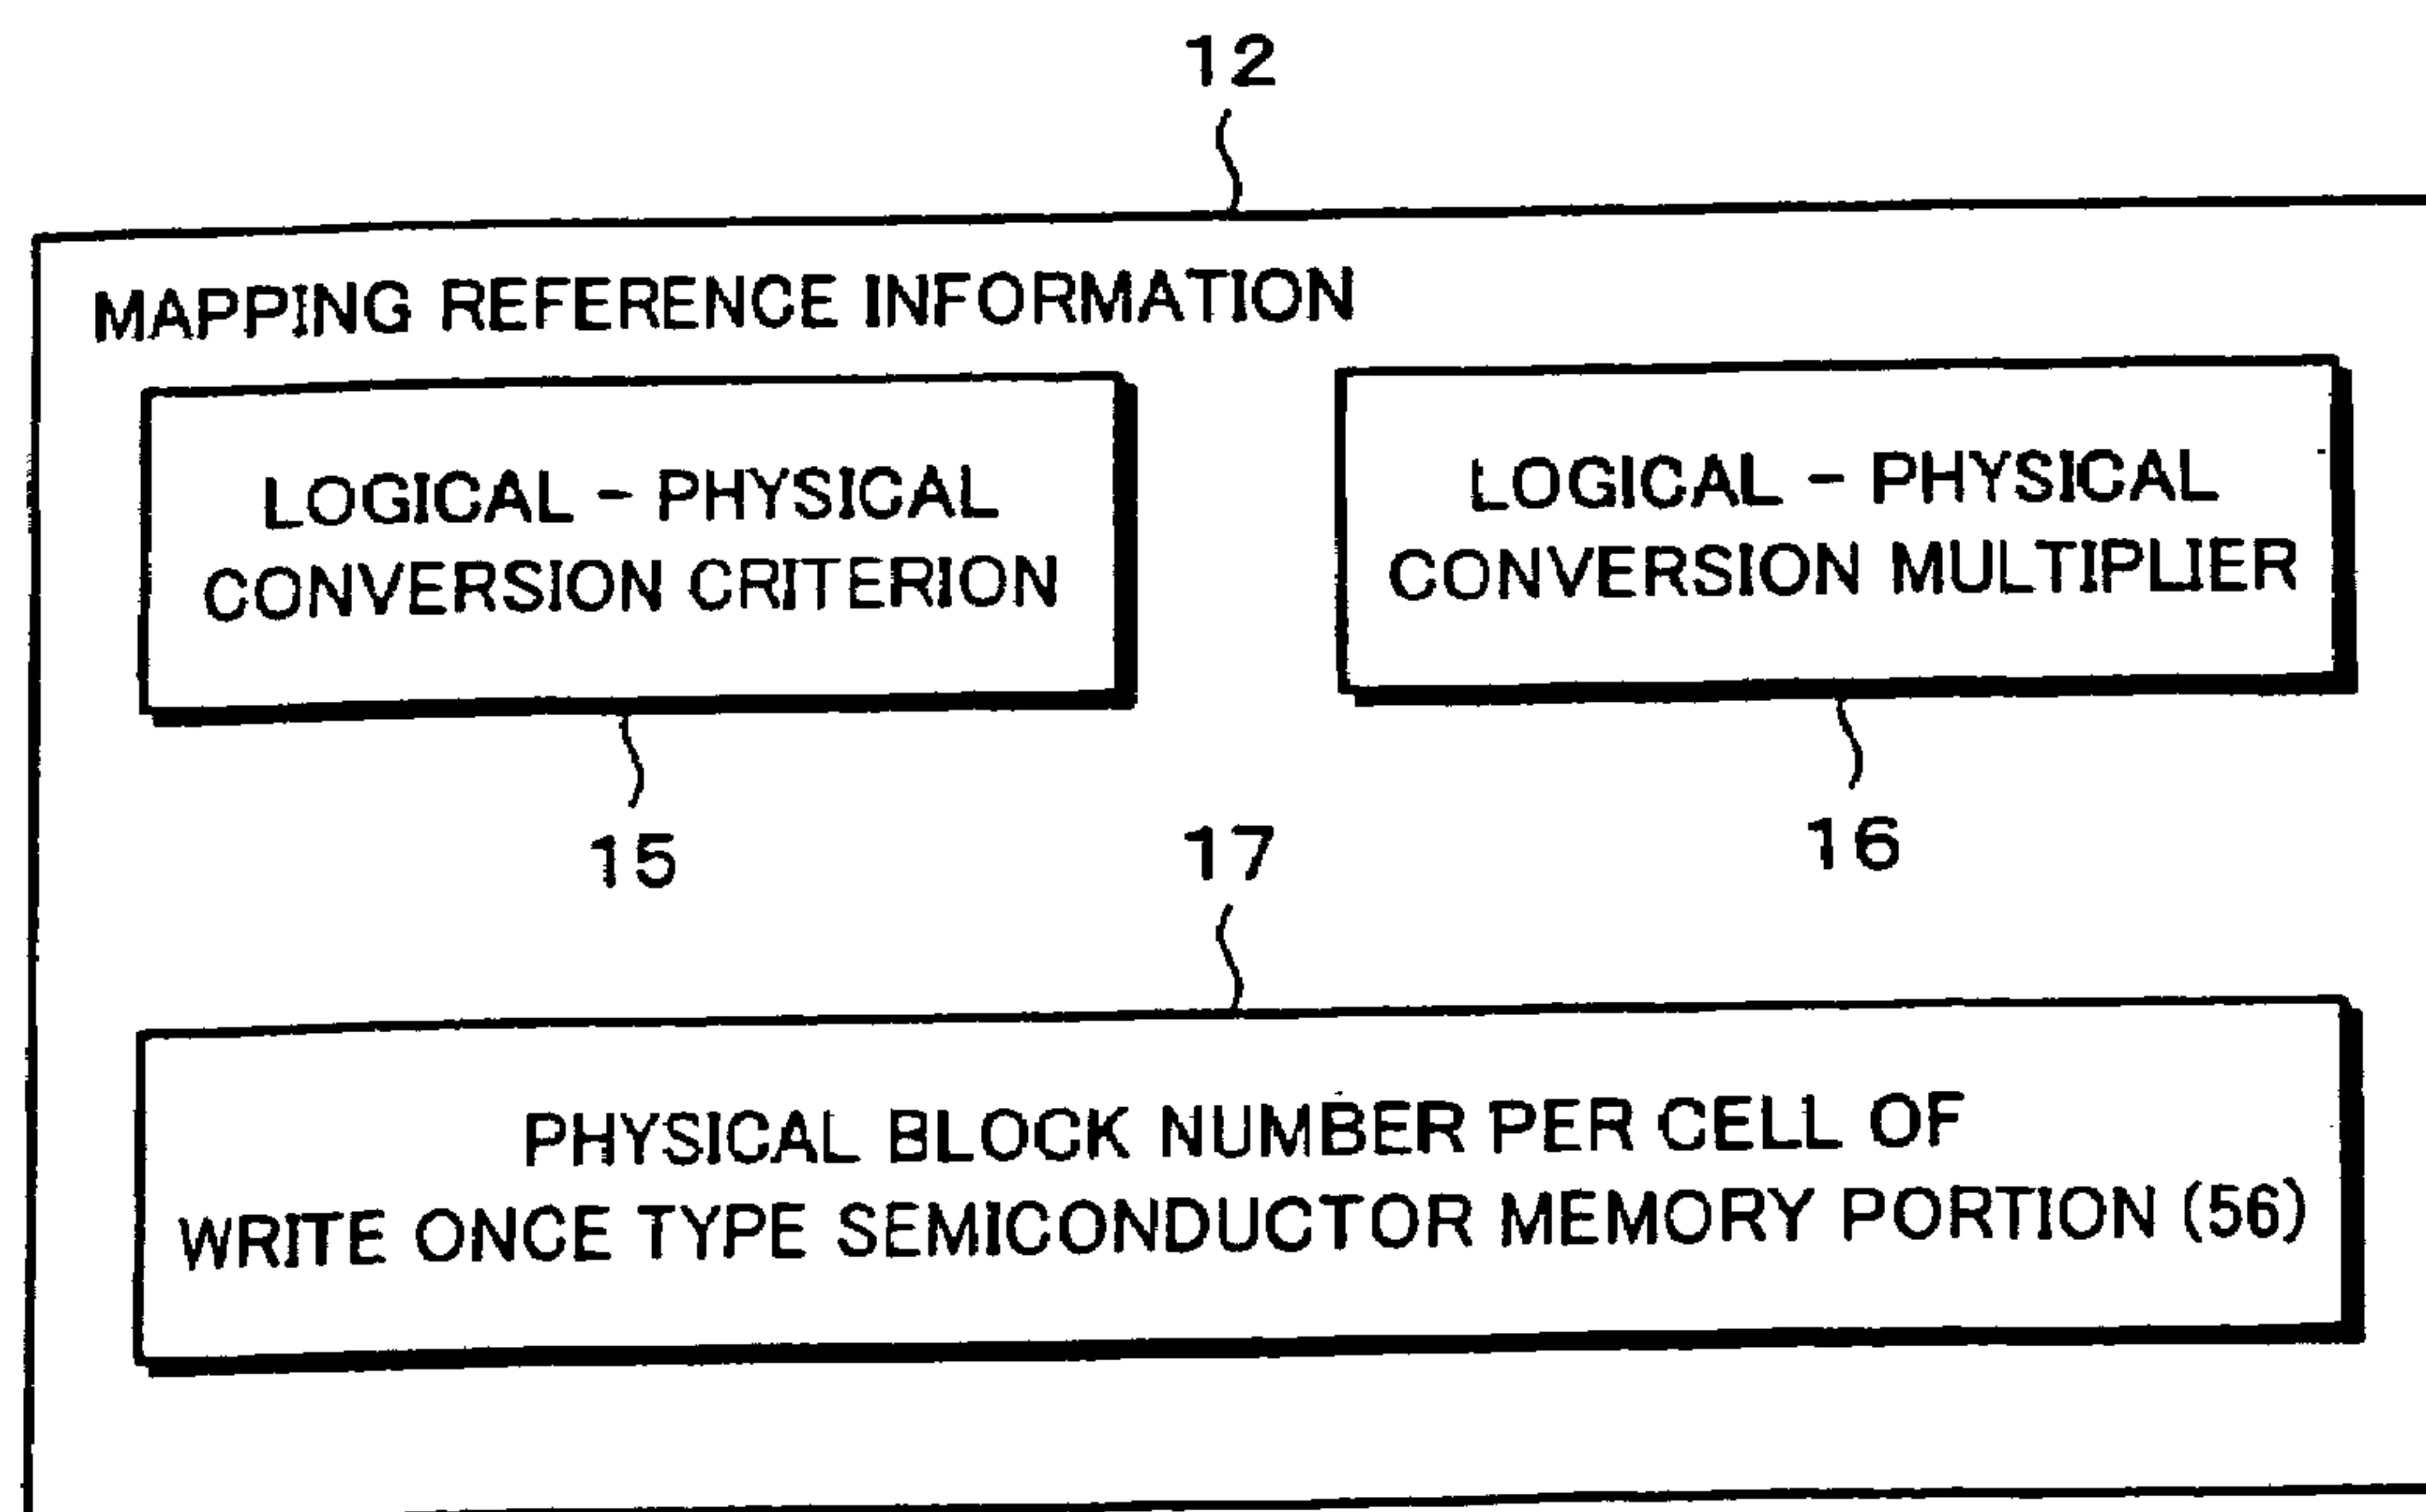 12
MAPPING REFERENCE INFORMATION
LOGICAL - PHYSICAL
CONVERSION CRITERION
LOGICAL - PHYSICAL
CONVERSION MULTIPLIER
15
16
17
PHYSICAL BLOCK NUMBER PER CELL OF
WRITE ONCE TYPE SEMICONDUCTOR MEMORY PORTION (56)